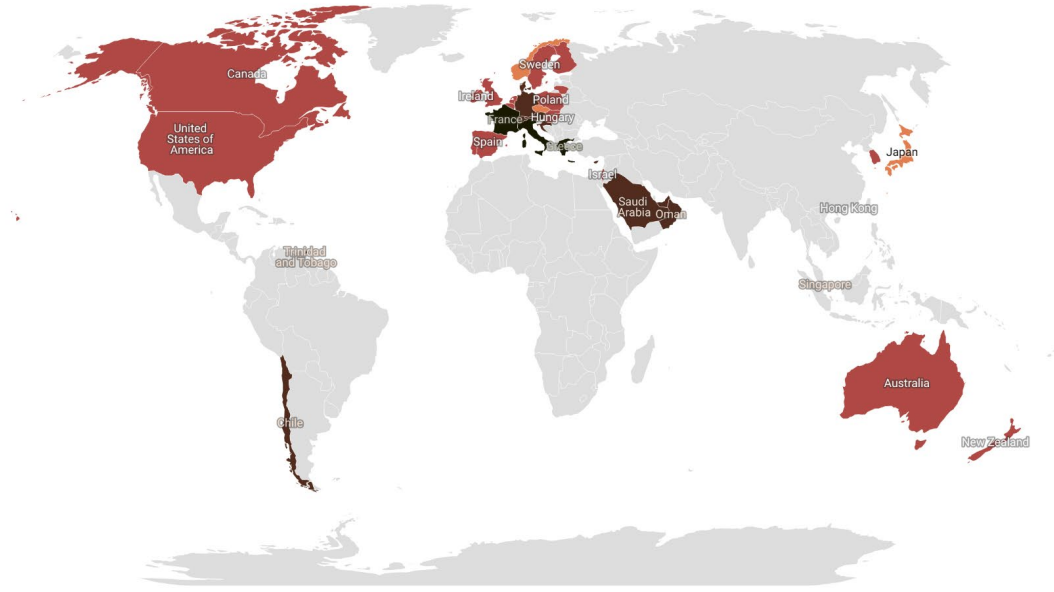 Canada
United
States of
America
Trinidad
and Tobago
Chile
Sweden
Ireland
Poland
France
Hungary
Spain
Greece
Israel
Saudi
Arabia
Oman
Japan
Hong Kong
Singapore
Australia
New Zealand